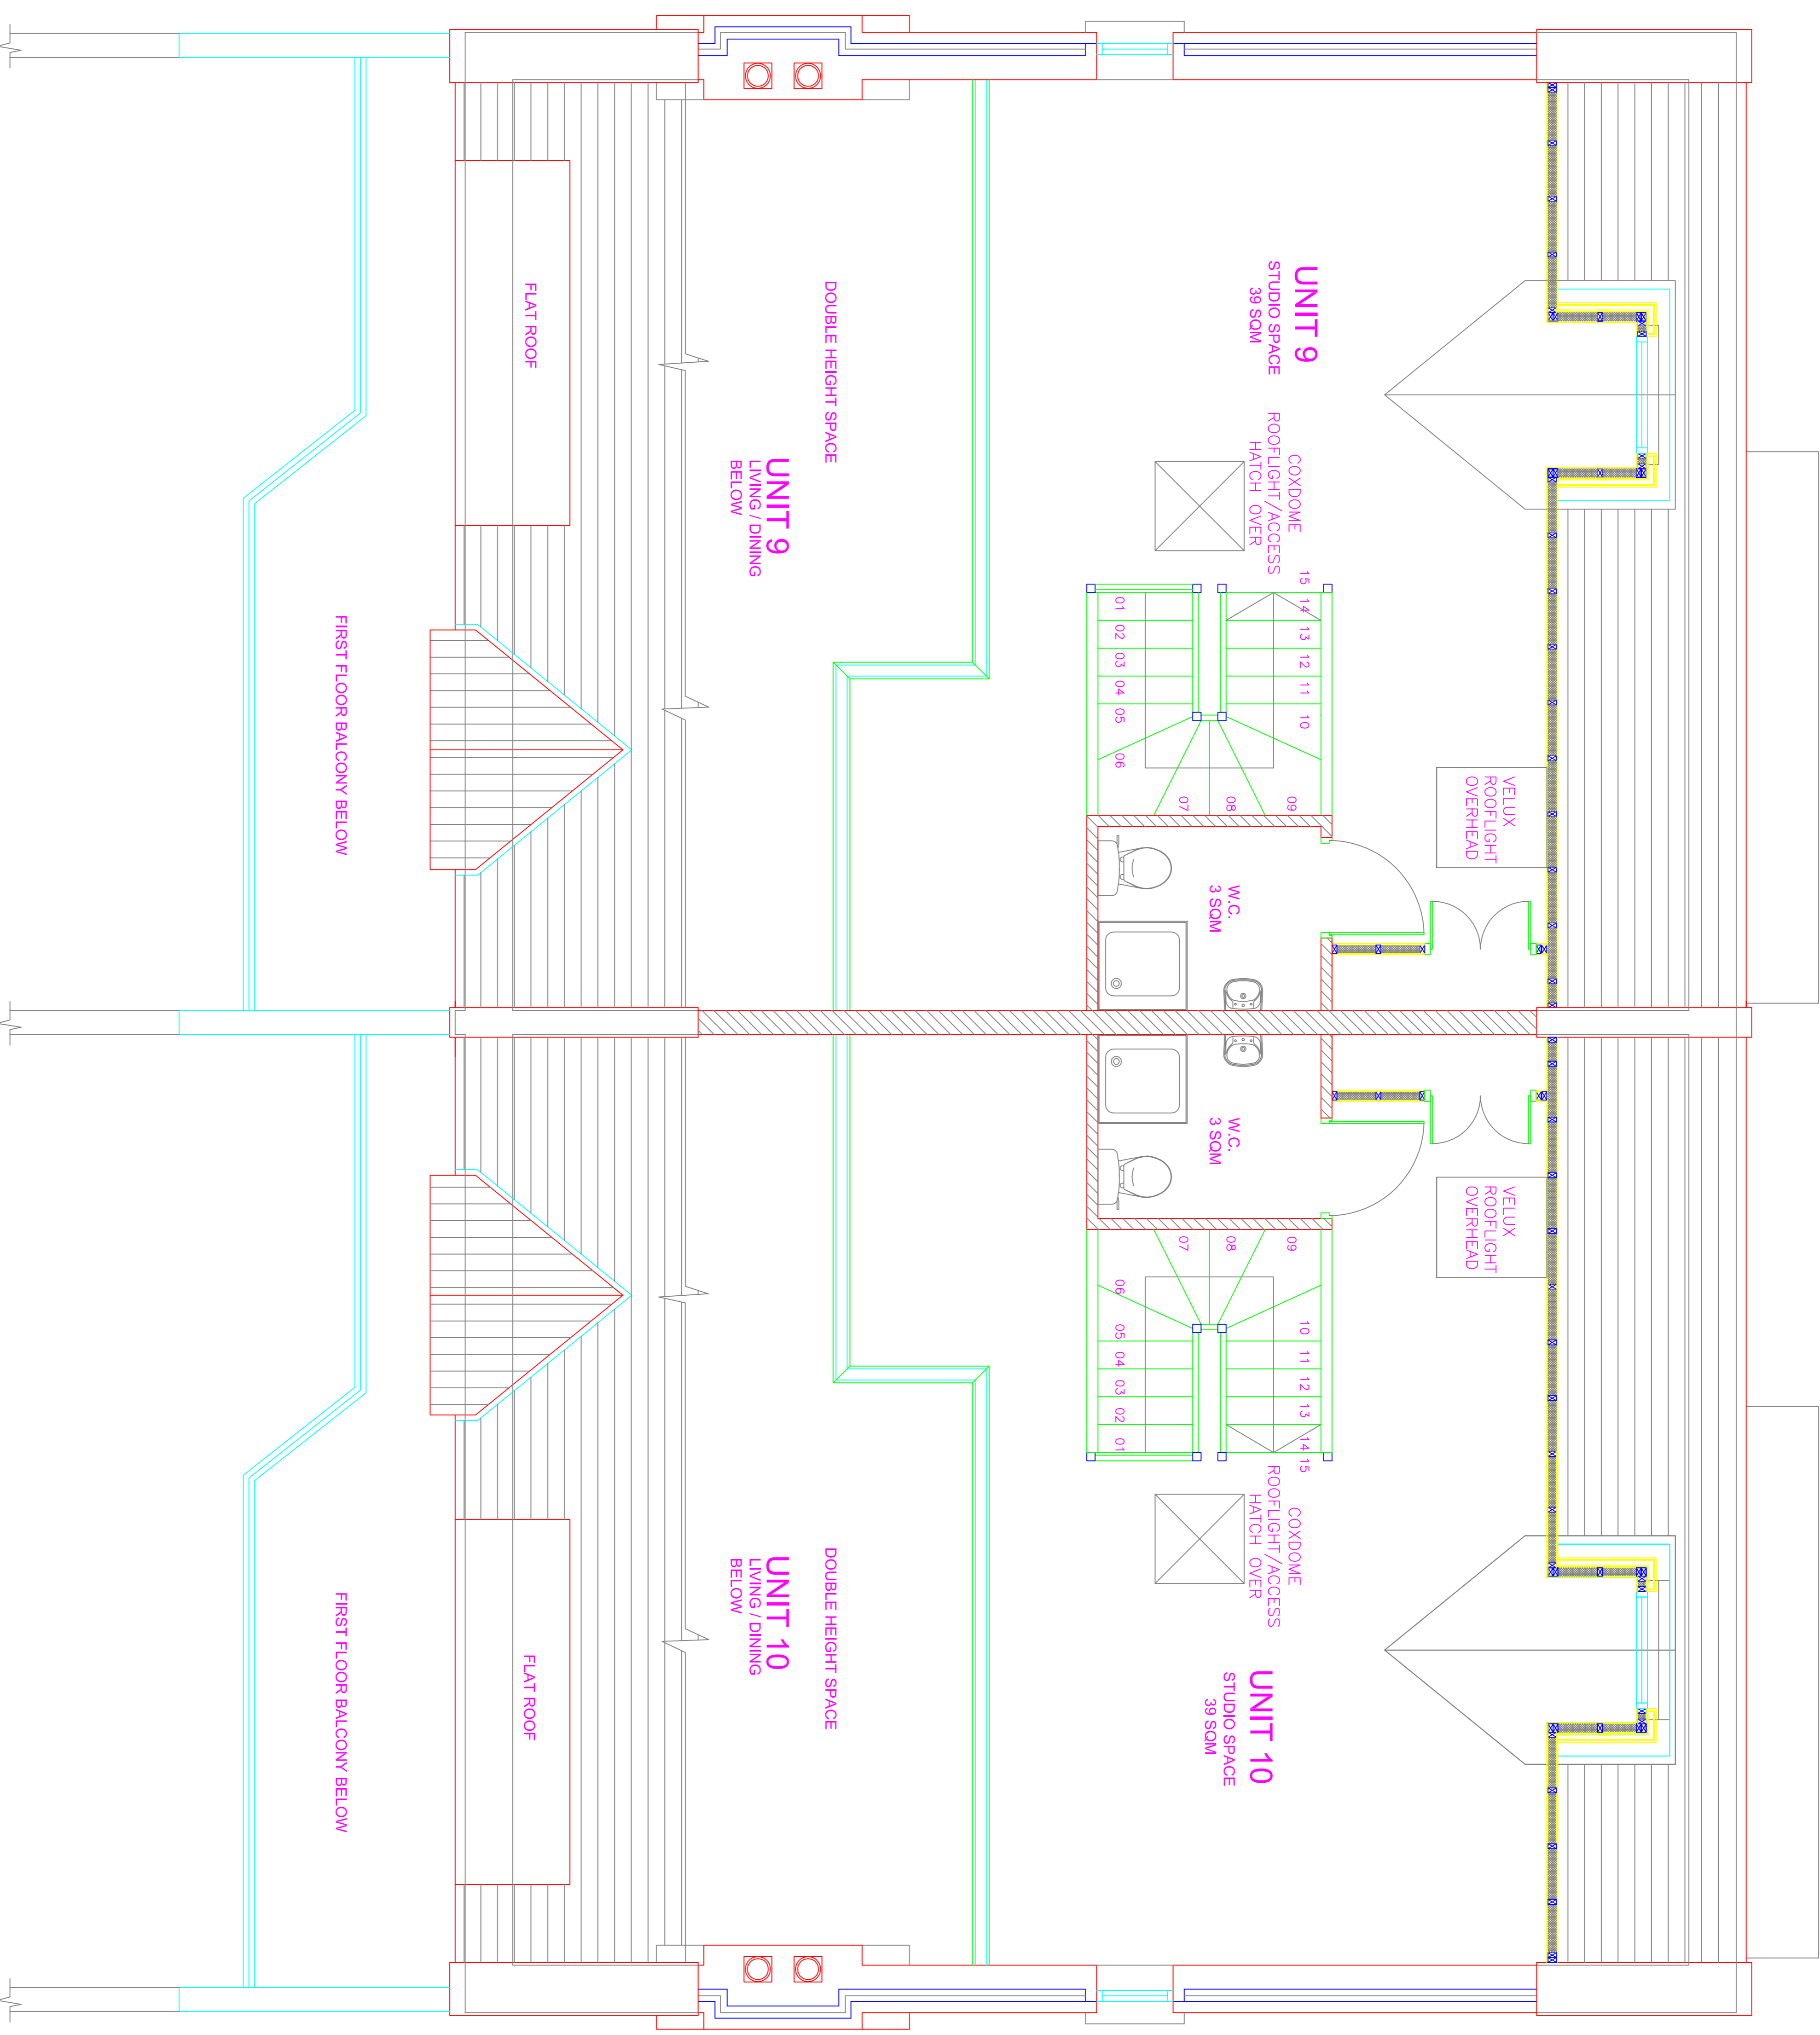 UNIT 9
STUDIO SPACE
39 SQM
COXDOME
ROOFLIGHT/ACCESS
HATCH OVER
VELUX
ROOFLIGHT
OVERHEAD
15
14
13
12
11
10
09
08
07
06
05
04
03
02
01
W.C.
3 SQM
DOUBLE HEIGHT SPACE
UNIT 9
LIVING / DINING
BELOW
FLAT ROOF
FIRST FLOOR BALCONY BELOW
VELUX
ROOFLIGHT
OVERHEAD
W.C.
3 SQM
09
08
07
06
05
04
03
02
01
10
11
12
13
14
15
COXDOME
ROOFLIGHT/ACCESS
HATCH OVER
UNIT 10
STUDIO SPACE
39 SQM
DOUBLE HEIGHT SPACE
UNIT 10
LIVING / DINING
BELOW
FLAT ROOF
FIRST FLOOR BALCONY BELOW